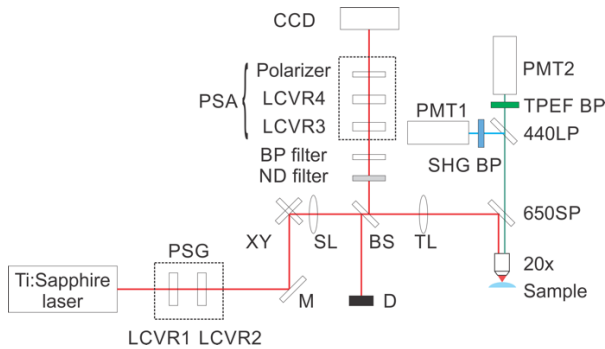 CCD
Polarizer
PSA
LCVR4
LCVR3
BP filter
ND filter
PMT2
PMT1
TPEF BP
440LP
SHG BP
XY
SL
BS
TL
650SP
PSG
Ti:Sapphire
laser
M
D
20x
Sample
LCVR1
LCVR2